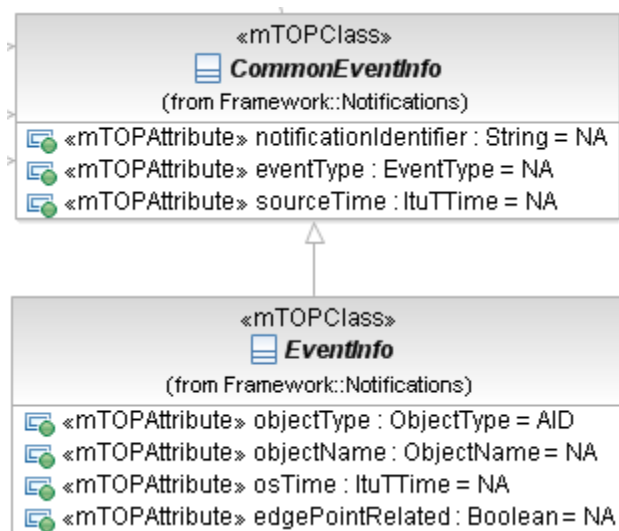 «mTOPClass»
CommonEventInfo
(from Framework::Notifications)
«mTOPAttribute» notificationIdentifier : String = NA
«mTOPAttribute» eventType : EventType = NA
«mTOPAttribute» sourceTime : ItuTTime = NA
«mTOPClass»
EventInfo
(from Framework::Notifications)
«mTOPAttribute» objectType : ObjectType = AID
«mTOPAttribute» objectName : ObjectName = NA
«mTOPAttribute» osTime : ItuTTime = NA
«mTOPAttribute» edgePointRelated : Boolean = NA